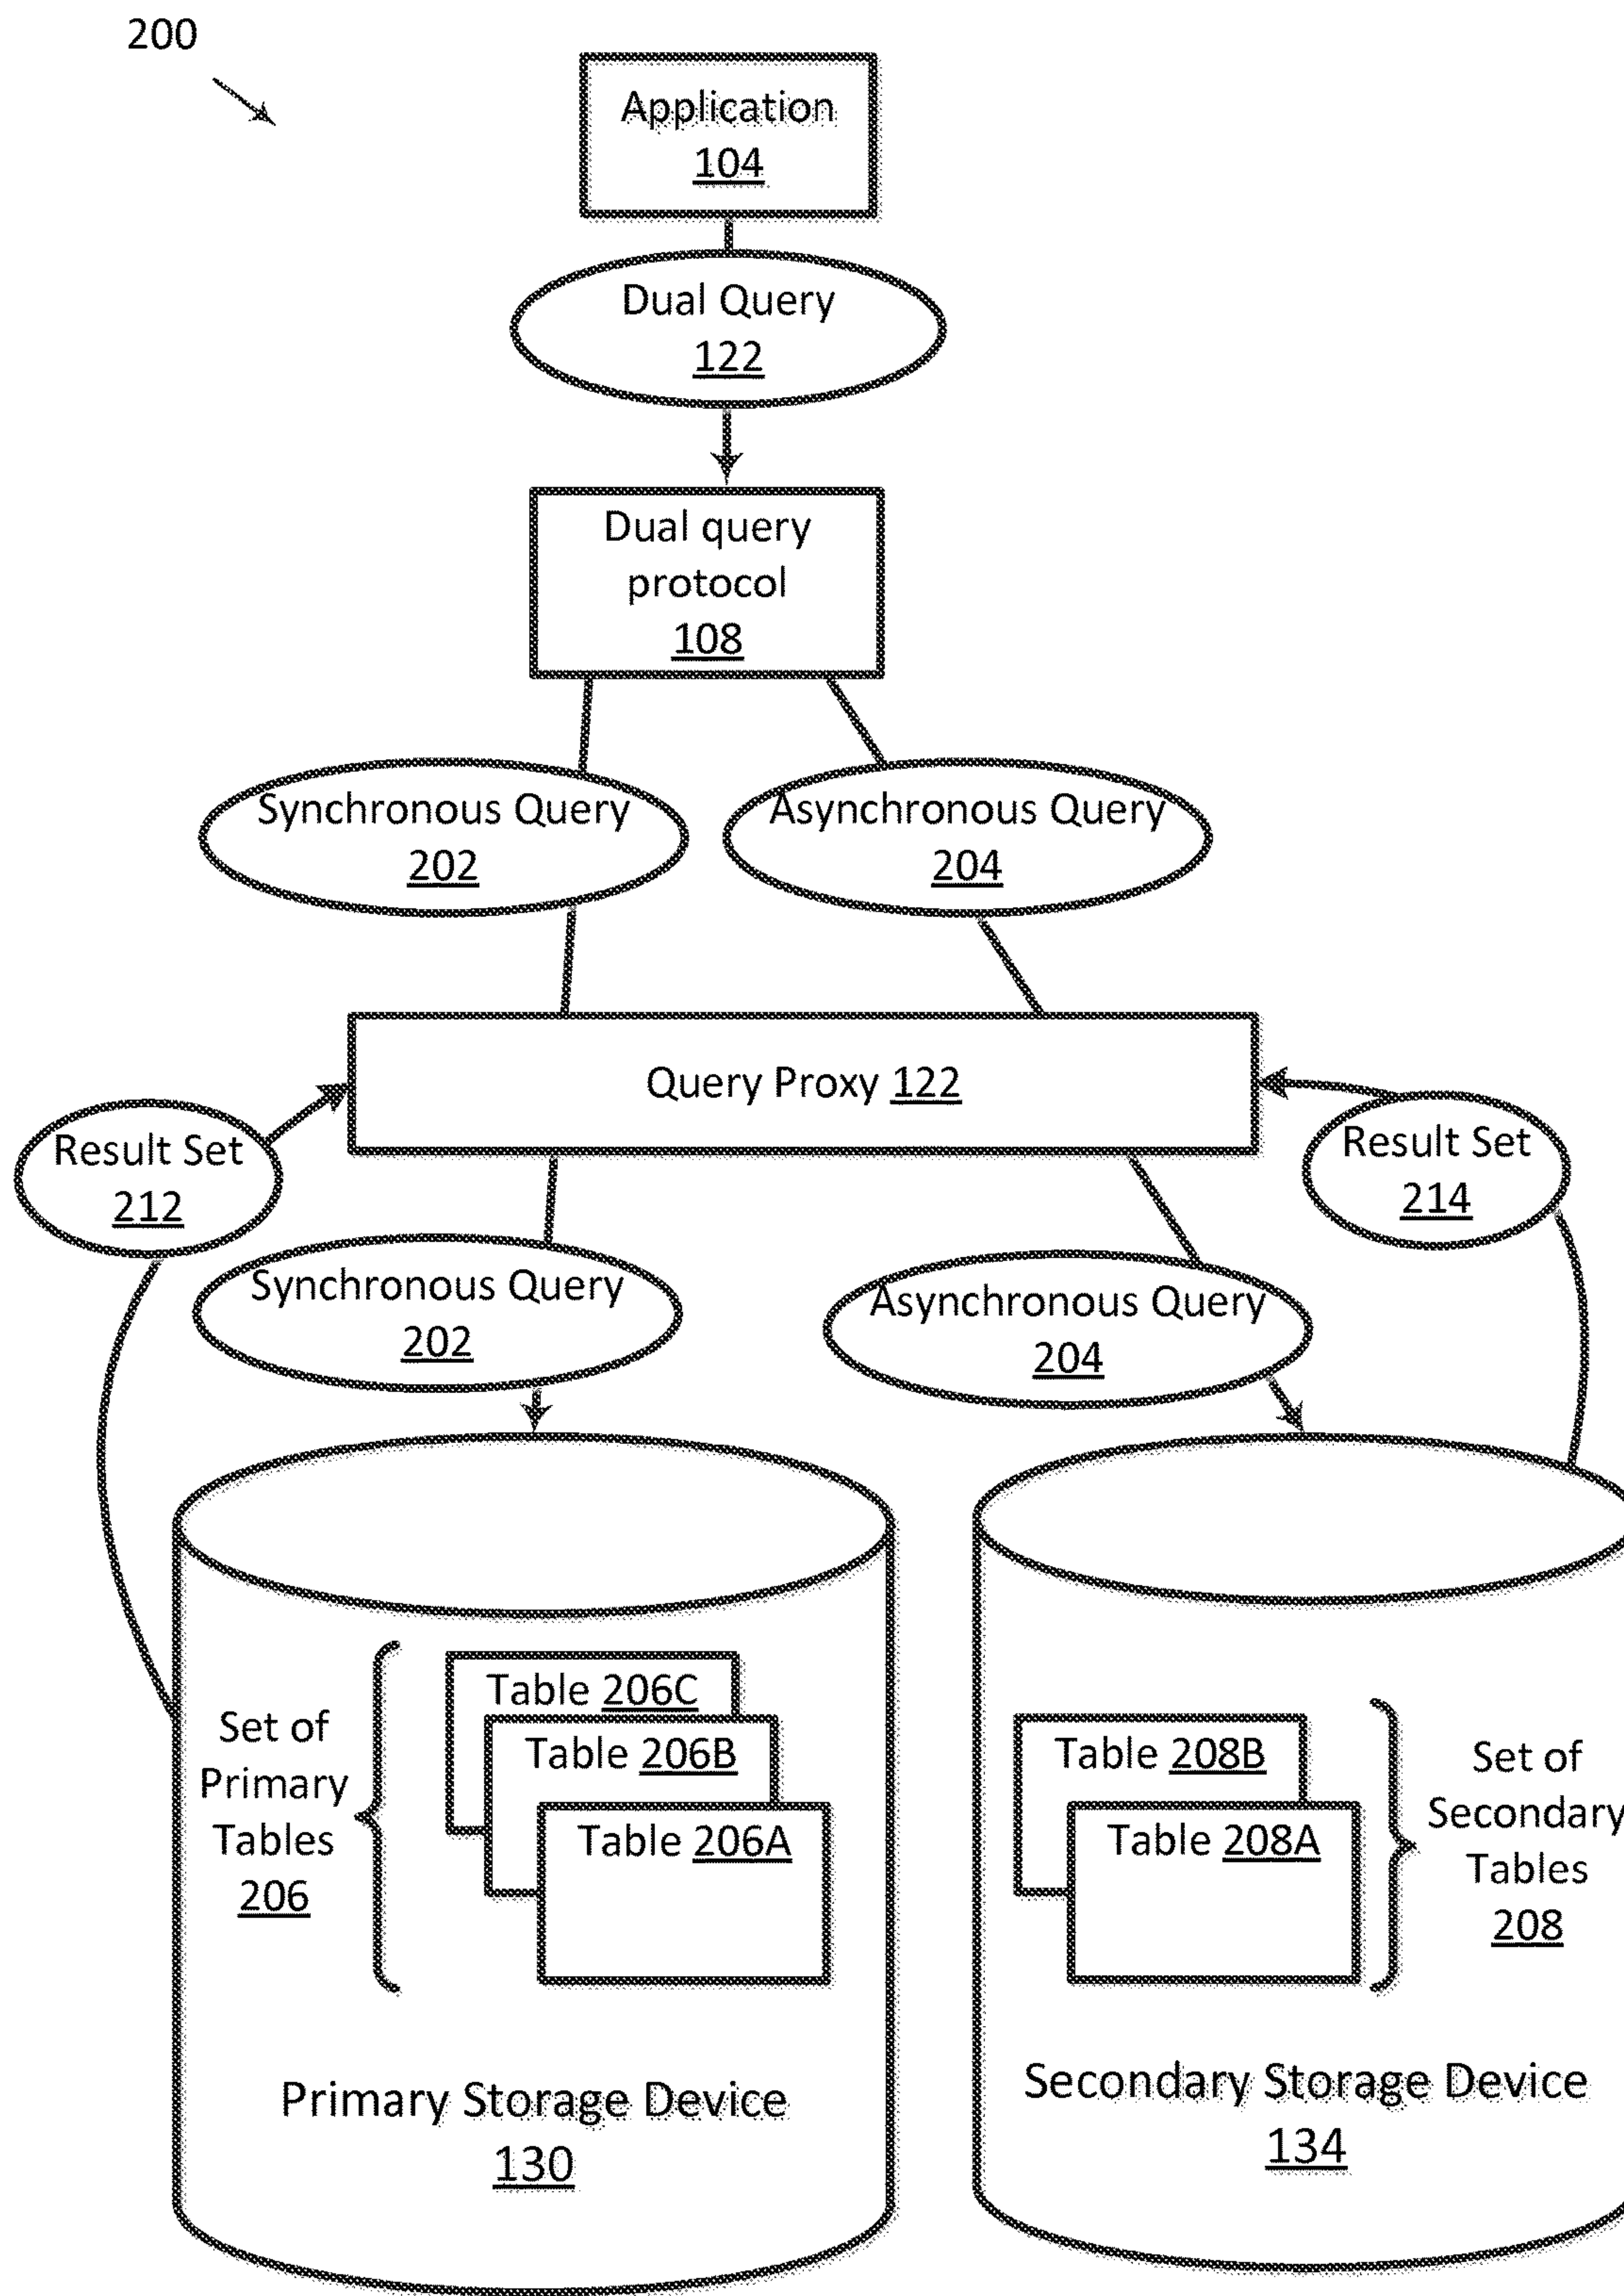 200
Application
104
Dual Query
122
Dual query
protocol
108
Synchronous Query
202
Asynchronous Query
204
Query Proxy 122
Result Set
212
Result Set
214
Synchronous Query
202
Asynchronous Query
204
Set of
Primary
Tables
206
Table 206C
Table 206B
Table 206A
Table 208B
Table 208A
Set of
Secondary
Tables
208
Primary Storage Device
130
Secondary Storage Device
134